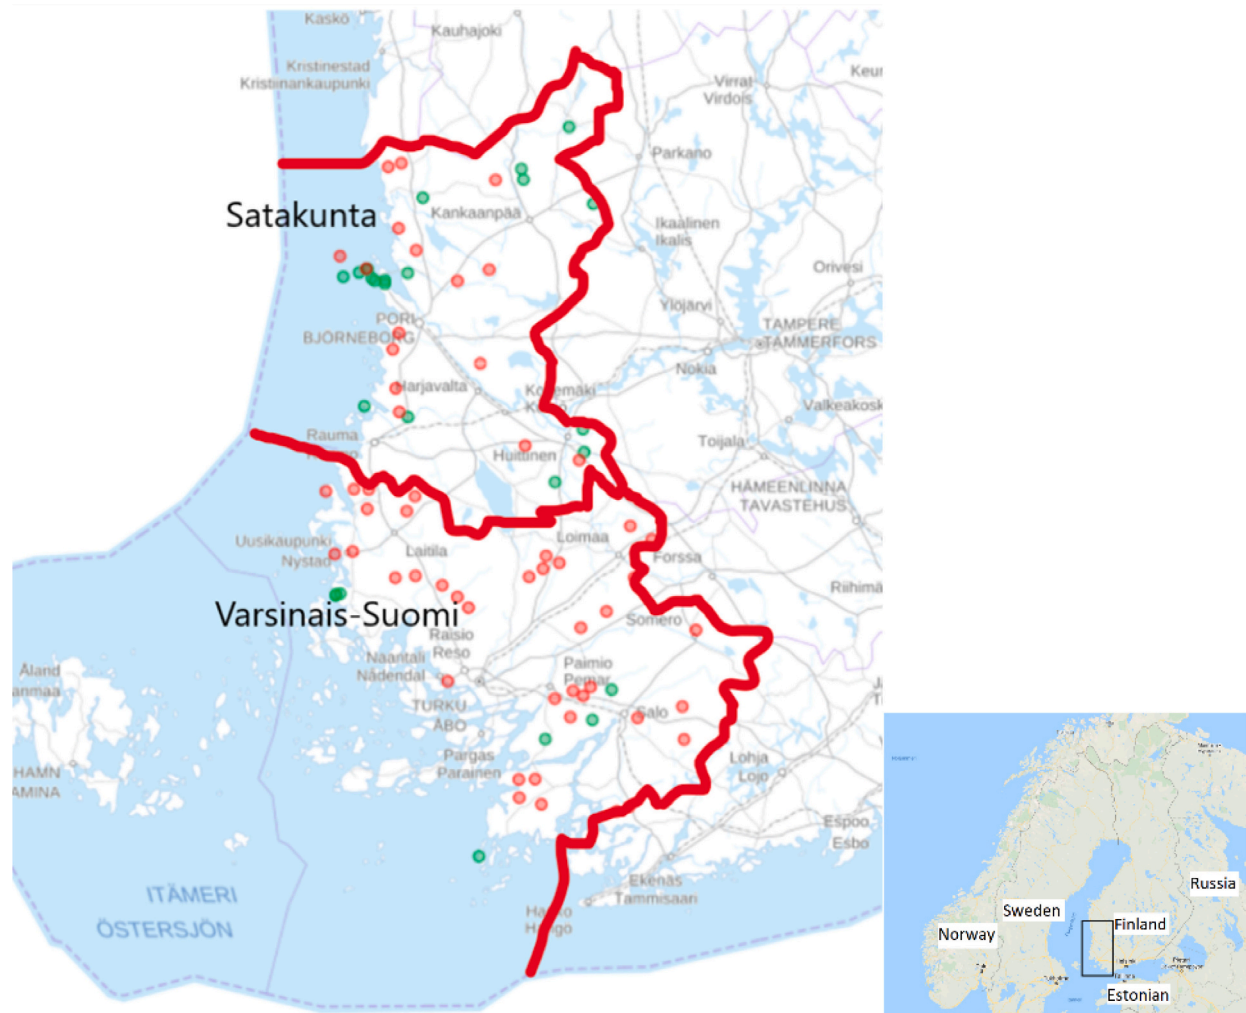 Kaskö
Kauhajoki
Kristinestad
Kristiinankaupunki
Virrat
Virdois
Keur
Parkano
Satakunta
Kankaanpää
Ikaalinen
Ikalis
Orivesi
Ylöjärvi
PORI
BJÖRNEBORG
TAMPERE
TAMMERFORS
Nokia
Harjavalta
Valkeakosk
Rauma
Toijala
Huittinen
HÄMEENLINNA
TAVASTEHUS
Uusikaupunki
Nystad
Laitila
Loimaa
Forssa
Riihimä
Varsinais-Suomi
Somero
Raisio
Reso
Naantali
Nådendal
Paimio
Pemar
Åland
anmaa
TURKU
ÅBO
Salo
Pargas
Parainen
Lohja
Lojo
HAMN
AMINA
Espoo
Esbo
Ekenäs
Tammisaari
ITÄMERI
ÖSTERSJÖN
Russia
Sweden
Finland
Norway
Estonian